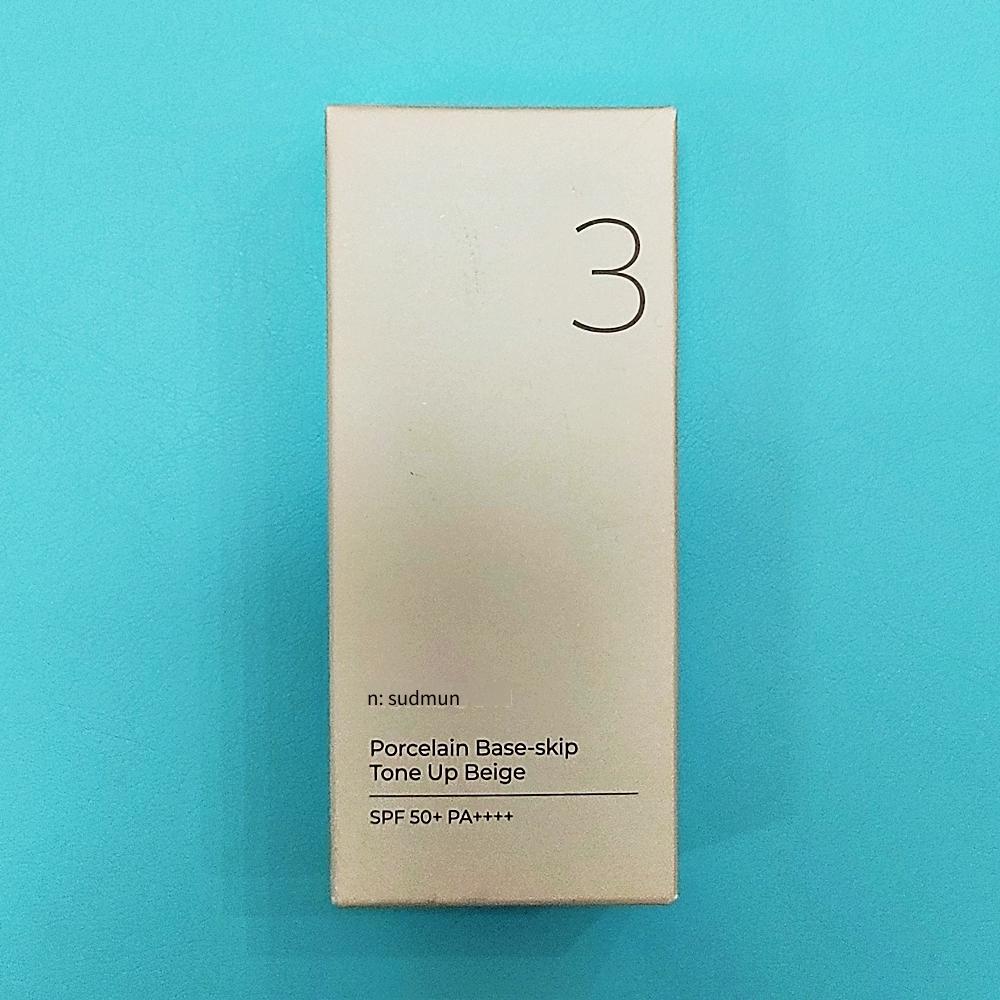 3
n: sudmun
Porcelain Base-skip
Tone Up Beige
SPF 50+ PA++++